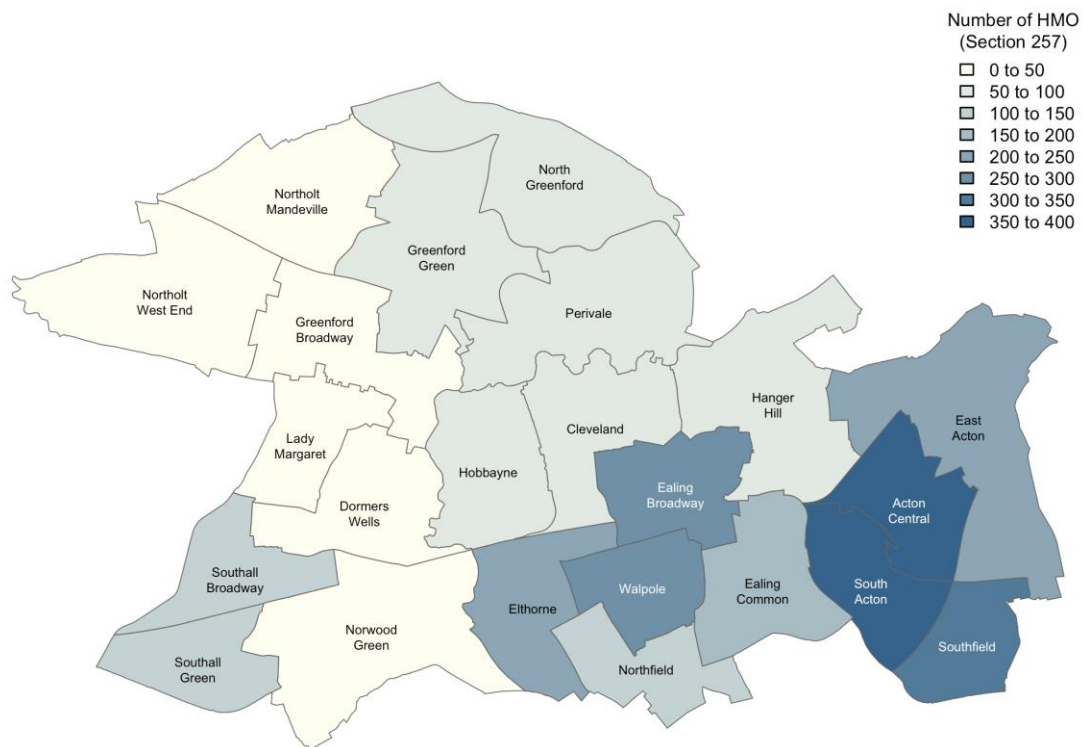 Number of HMO
(Section 257)
0 to 50
50 to 100
100 to 150
150 to 200
200 to 250
250 to 300
300 to 350
350 to 400
North
Greenford
Northolt
Mandeville
Greenford
Green
Northolt
West End
Greenford
Broadway
Perivale
Hanger
Hill
East
Acton
Lady
Margaret
Cleveland
Hobbayne
Ealing
Broadway
Dormers
Wells
Acton
Central
Southall
Broadway
Elthorne
Walpole
Ealing
Common
South
Acton
Norwood
Green
Southall
Green
Northfield
Southfield